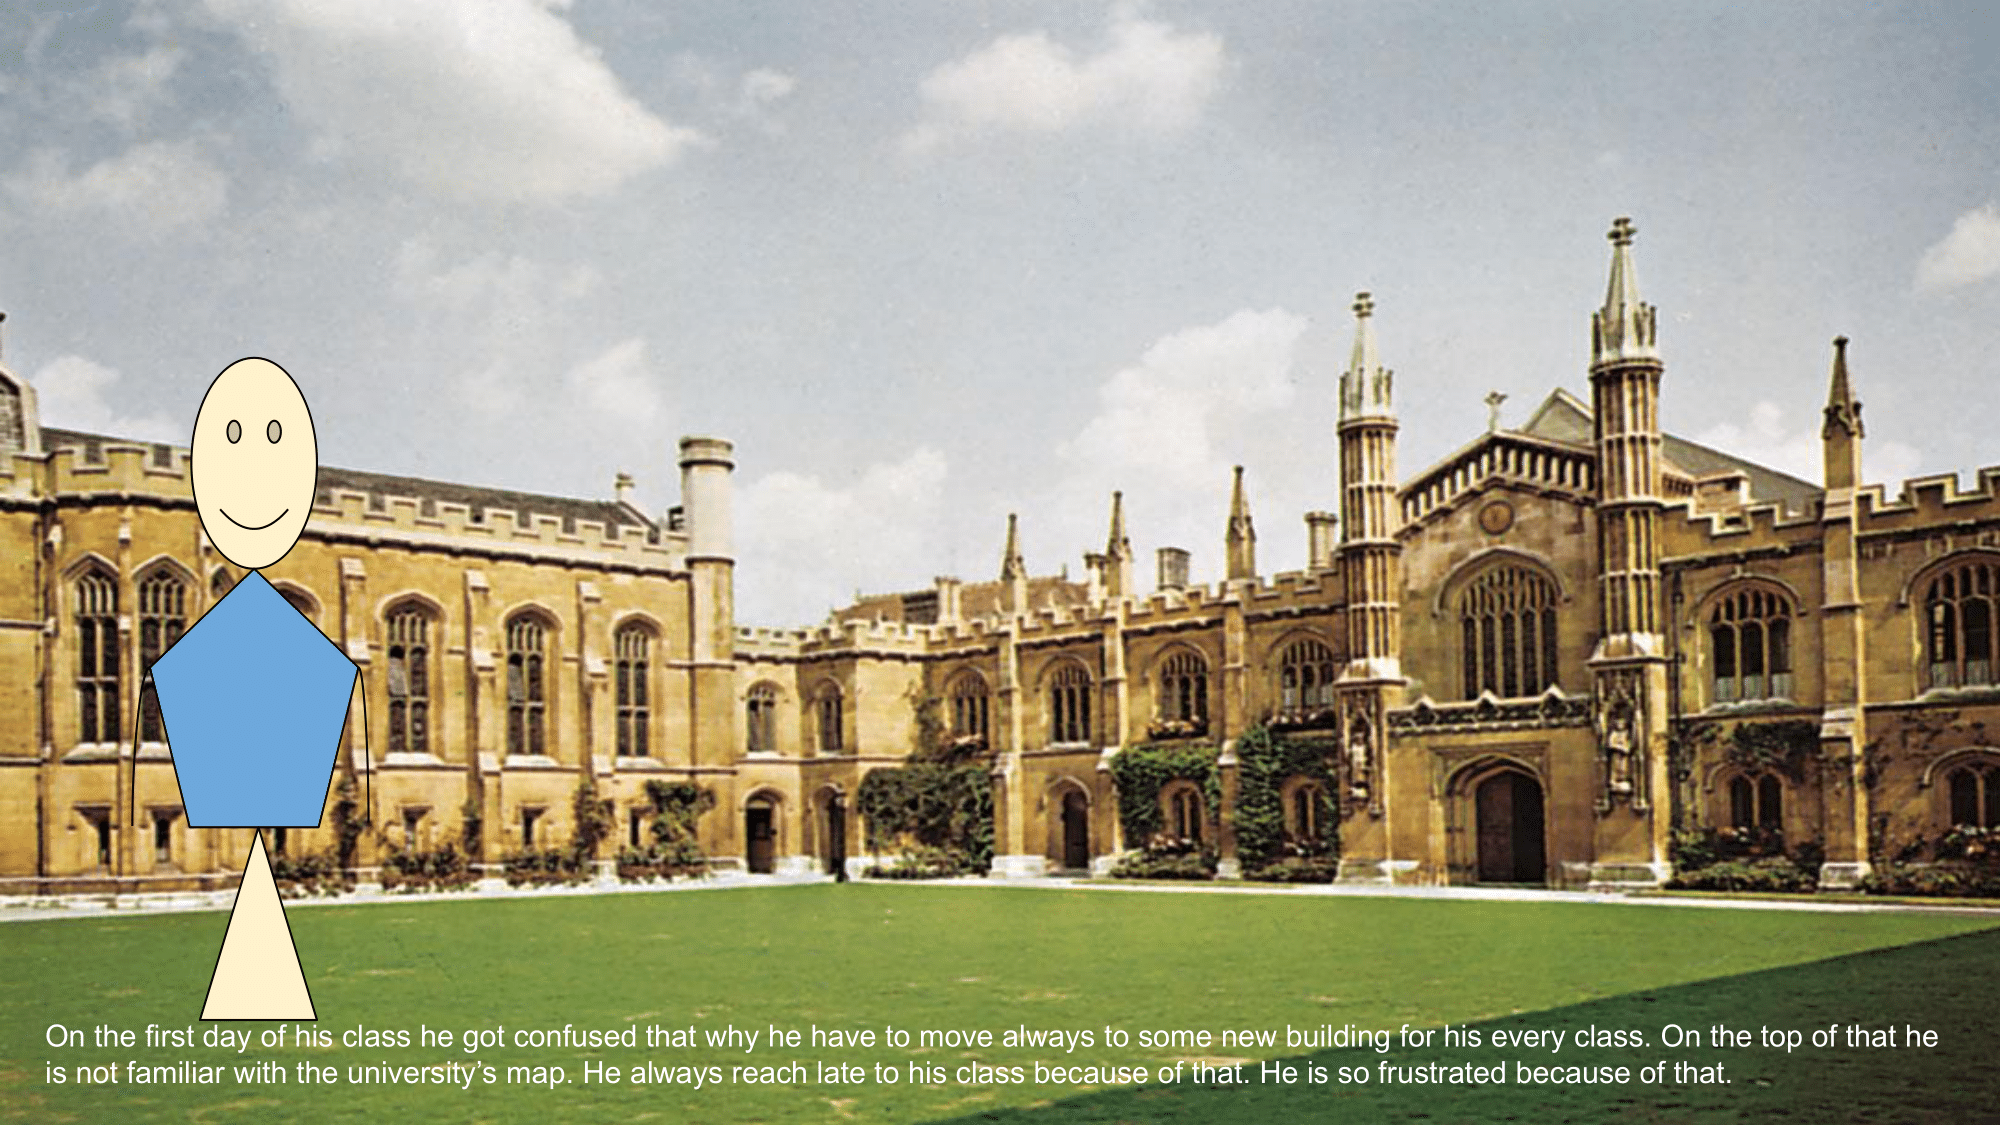 On the first day of his class he got confused that why he have to move always to some new building for his every class. On the top of that he
is not familiar with the university’s map. He always reach late to his class because of that. He is so frustrated because of that.